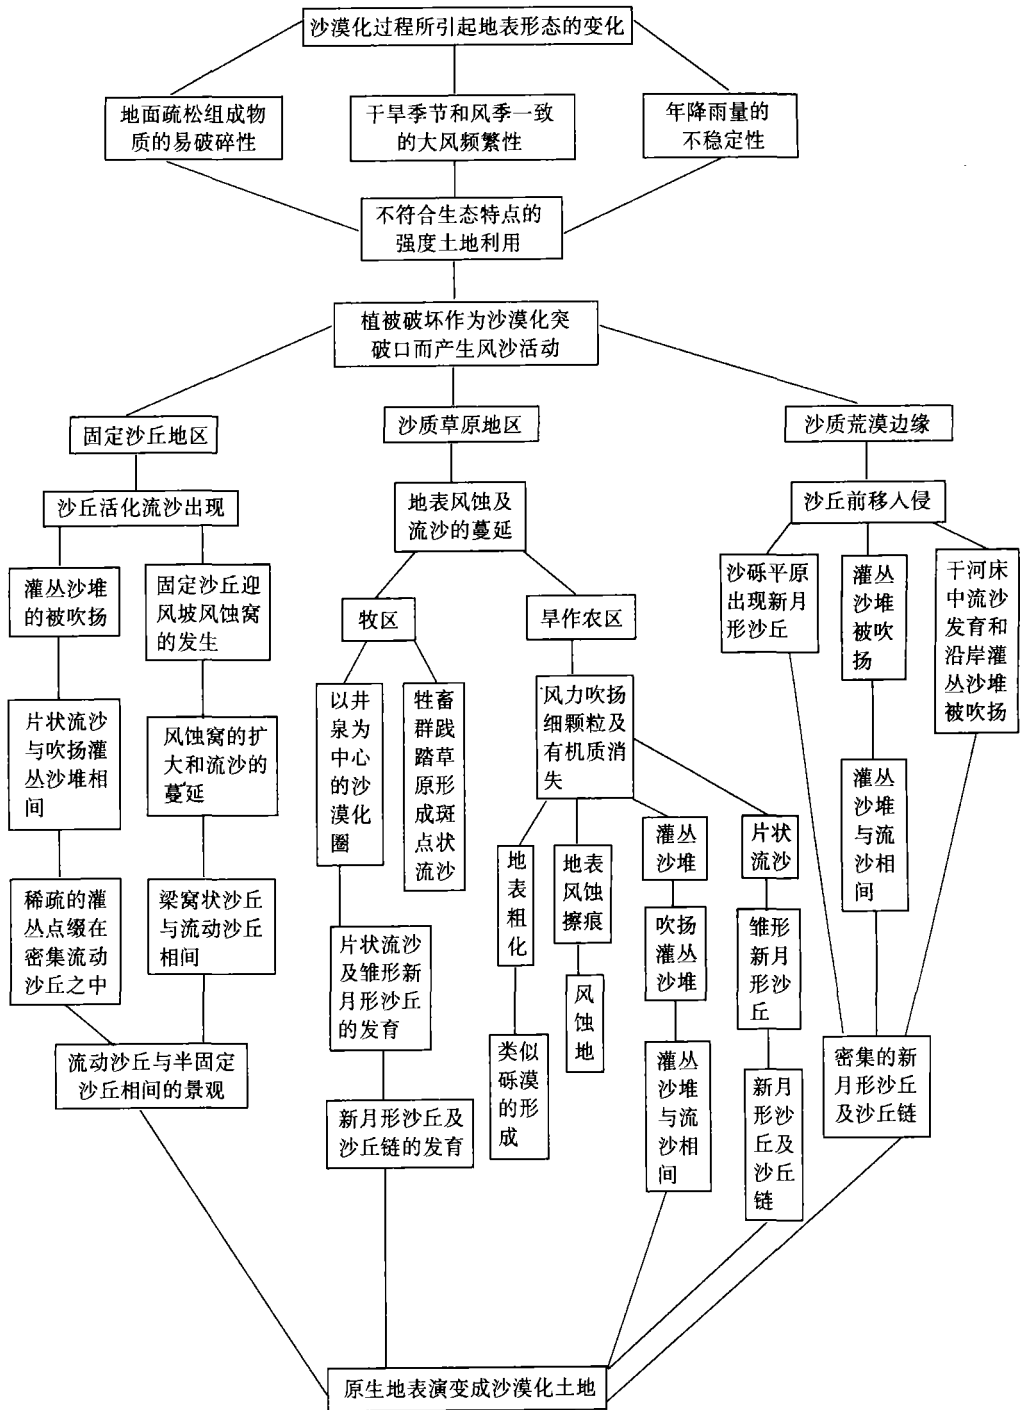 沙漠化过程所引起地表形态的变化
地面疏松组成物
质的易破碎性
干旱季节和风季一致
的大风频繁性
年降雨量的
不稳定性
不符合生态特点的
强度土地利用
植被破坏作为沙漠化突
破口而产生风沙活动
固定沙丘地区
沙质草原地区
沙质荒漠边缘
沙丘活化流沙出现
地表风蚀及
流沙的蔓延
沙丘前移人侵
灌丛沙堆
的被吹扬
固定沙丘迎
风坡风蚀窝
的发生
牧区
旱作农区
沙砾平原
出现新月
形沙丘
灌丛
沙堆
被吹
扬
干河床
中流沙
发育和
沿岸灌
丛沙堆
被吹扬
片状流沙
与吹扬灌
丛沙堆相
间
风蚀窝的扩
大和流沙的
蔓延
以井
泉为
中心
的沙
漠化
圈
牲畜
群践
踏草
原形
成斑
点状
流沙
风力吹扬
细颗粒及
有机质消
失
灌丛
沙堆
与流
沙相
间
地
表
粗
化
地表
风蚀
擦痕
灌丛
沙堆
片状
流沙
稀疏的灌
丛点缀在
密集流动
沙丘之中
梁窝状沙丘
与流动沙丘
相间
片状流沙
及雏形新
月形沙丘
的发育
风
蚀
地
吹扬
灌丛
沙堆
雏形
新月
形沙
丘
流动沙丘与半固定
沙丘相间的景观
类似
砾漠
的形
成
灌丛
沙堆
与流
沙相
间
新月
形沙
丘及
沙丘
链
密集的新
月形沙丘
及沙丘链
新月形沙丘及
沙丘链的发育
原生地表演变成沙漠化土地